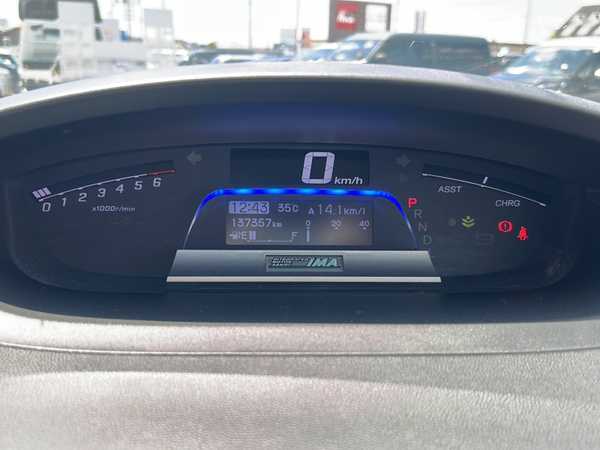 0 km/h
0 1 2 3 4 5 6
x1000r/min
ASST CHRG
12:43 35°C A 14.1km/l
137357km 0 20 40
E F
P
R
N
D
IMA